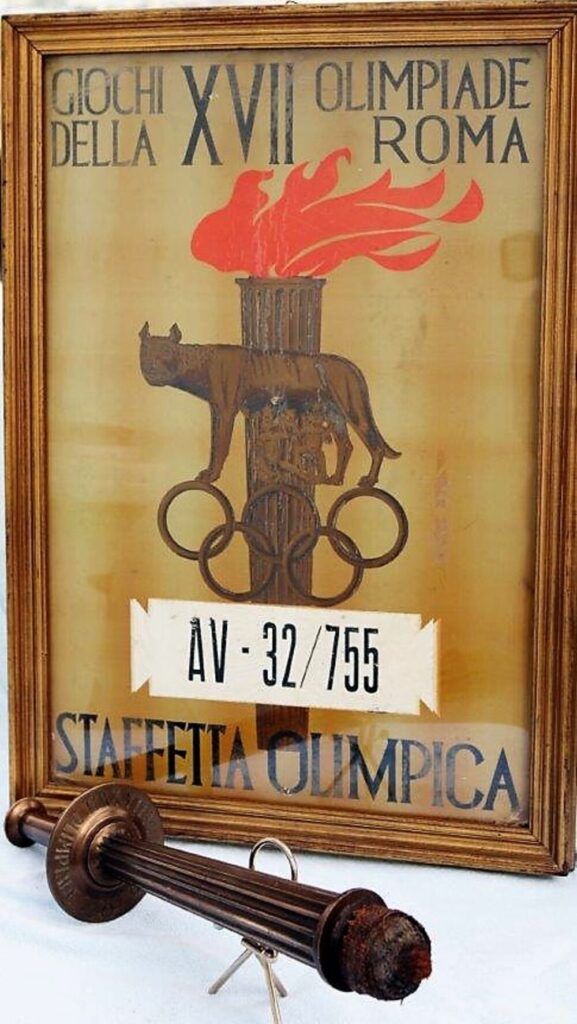 GIOCHI XVII OLIMPIADE
DELLA ROMA
AV - 32/755
STAFFETTA OLIMPICA